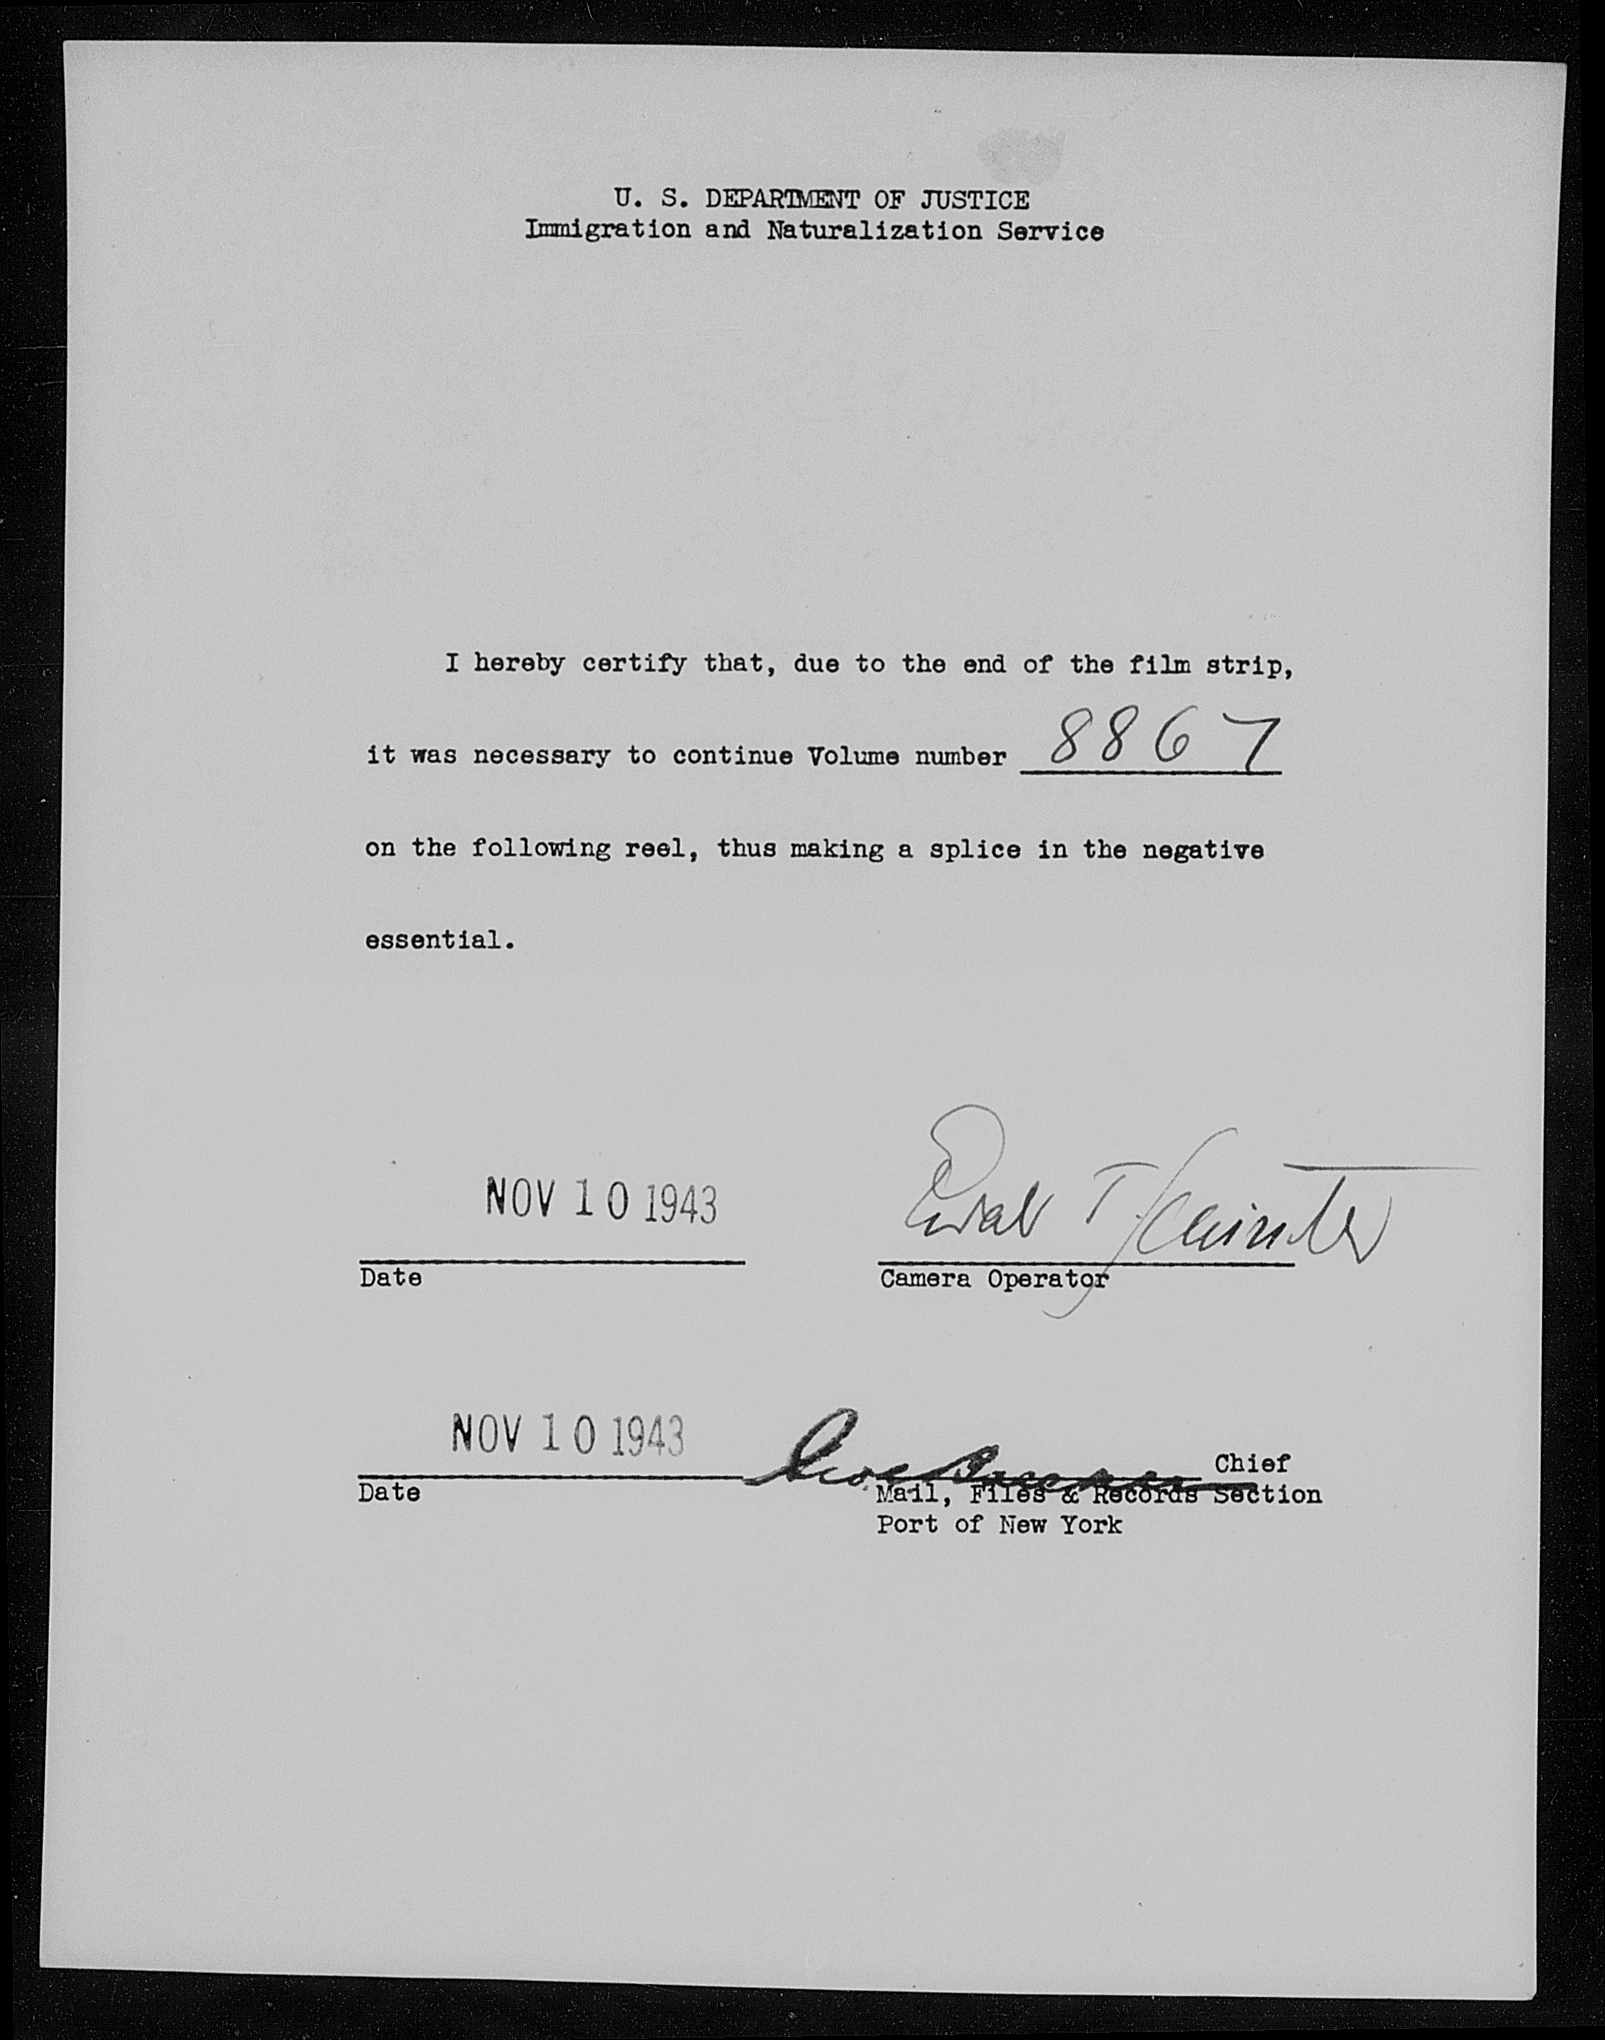 U. S. DEPARTMENT OF JUSTICE
Immigration and Naturalization Service
I hereby certify that, due to the end of the film strip,
it was necessary to continue Volume number 8867
on the following reel, thus making a splice in the negative
essential.
NOV 10 1943
Date
Camera Operator
NOV 10 1943
Date
Chief
Mail, Files & Records Section
Port of New York